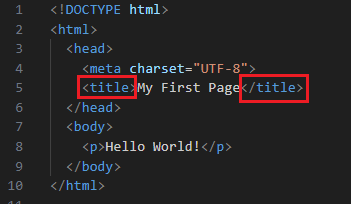 1 <!DOCTYPE html>
2 <html>
3 <head>
4 <meta charset="UTF-8">
5 <title>My First Page</title>
6 </head>
7 <body>
8 <p>Hello World!</p>
9 </body>
10 </html>